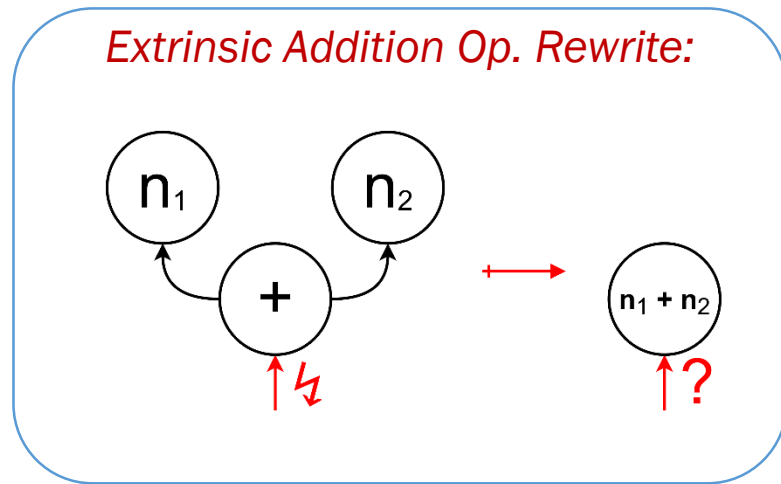 Extrinsic Addition Op. Rewrite:
n₁ n₂
+
n₁ + n₂
↯ ?